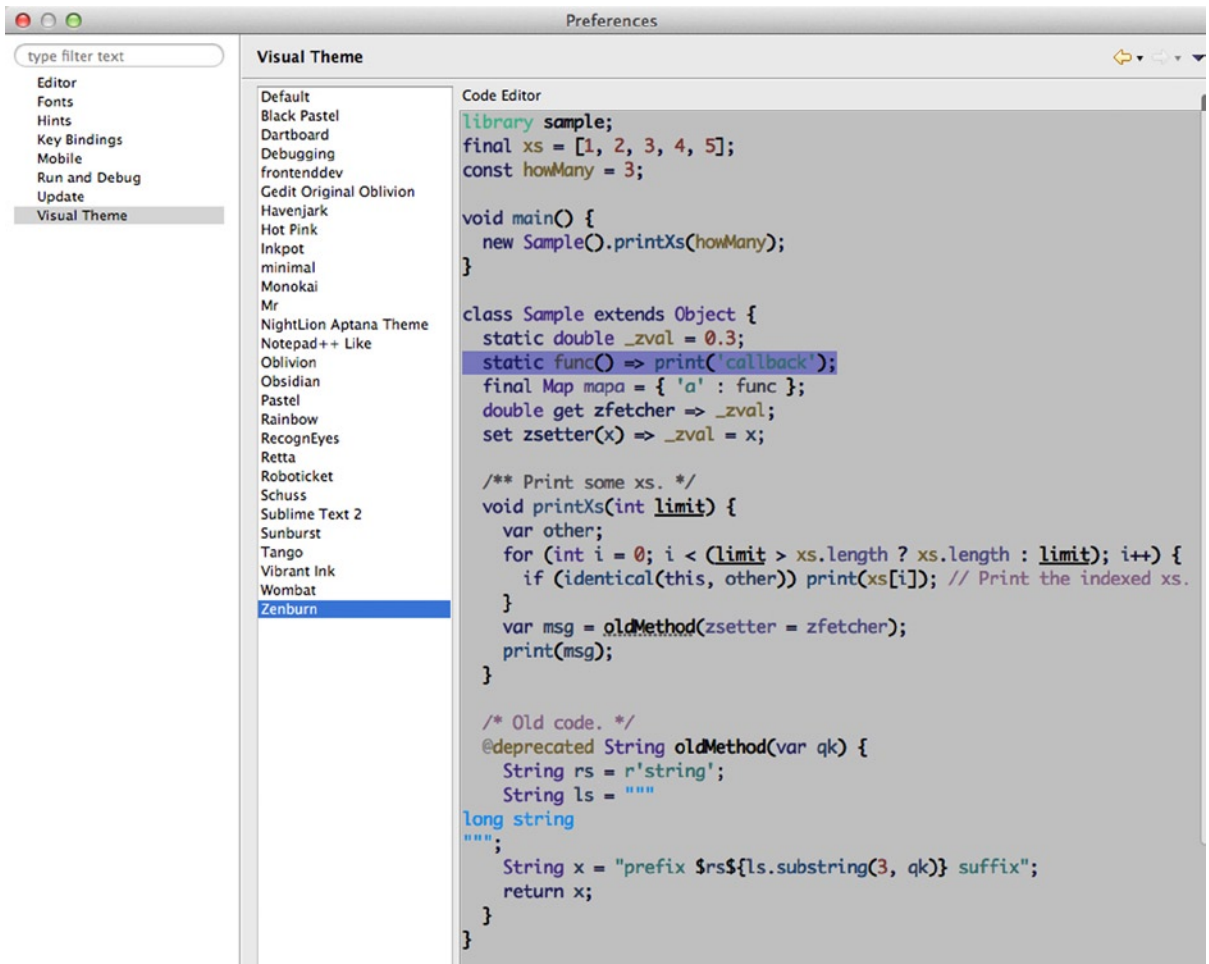 Preferences
type filter text
Editor
Fonts
Hints
Key Bindings
Mobile
Run and Debug
Update
Visual Theme
Visual Theme
Default
Black Pastel
Dartboard
Debugging
frontenddev
Gedit Original Oblivion
Havenjark
Hot Pink
Inkpot
minimal
Monokai
Mr
NightLion Aptana Theme
Notepad++ Like
Oblivion
Obsidian
Pastel
Rainbow
RecognEyes
Retta
Roboticket
Schuss
Sublime Text 2
Sunburst
Tango
Vibrant Ink
Wombat
Zenburn
Code Editor
library sample;
final xs = [1, 2, 3, 4, 5];
const howMany = 3;

void main() {
  new Sample().printXs(howMany);
}

class Sample extends Object {
  static double _zval = 0.3;
  static func() => print('callback');
  final Map mapa = { 'a' : func };
  double get zfetcher => _zval;
  set zsetter(x) => _zval = x;

  /** Print some xs. */
  void printXs(int limit) {
    var other;
    for (int i = 0; i < (limit > xs.length ? xs.length : limit); i++) {
      if (identical(this, other)) print(xs[i]); // Print the indexed xs.
    }
    var msg = oldMethod(zsetter = zfetcher);
    print(msg);
  }

  /* Old code. */
  @deprecated String oldMethod(var qk) {
    String rs = r'string';
    String ls = """
long string
""";
    String x = "prefix $rs${ls.substring(3, qk)} suffix";
    return x;
  }
}